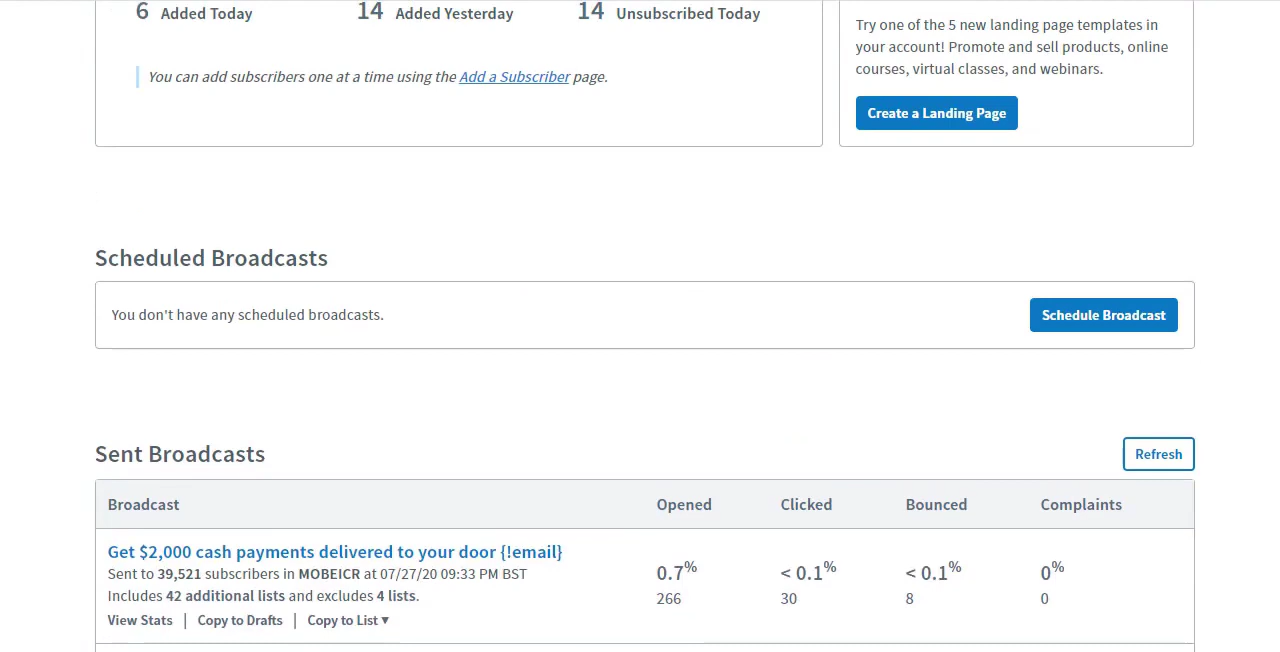 6 Added Today 14 Added Yesterday 14 Unsubscribed Today
You can add subscribers one at a time using the Add a Subscriber page.
Try one of the 5 new landing page templates in
your account! Promote and sell products, online
courses, virtual classes, and webinars.
Create a Landing Page
Scheduled Broadcasts
You don't have any scheduled broadcasts.
Schedule Broadcast
Sent Broadcasts
Refresh
Broadcast Opened Clicked Bounced Complaints
Get $2,000 cash payments delivered to your door {!email}
Sent to 39,521 subscribers in MOBEICR at 07/27/20 09:33 PM BST
Includes 42 additional lists and excludes 4 lists.
View Stats | Copy to Drafts | Copy to List ▼
0.7% < 0.1% < 0.1% 0%
266 30 8 0